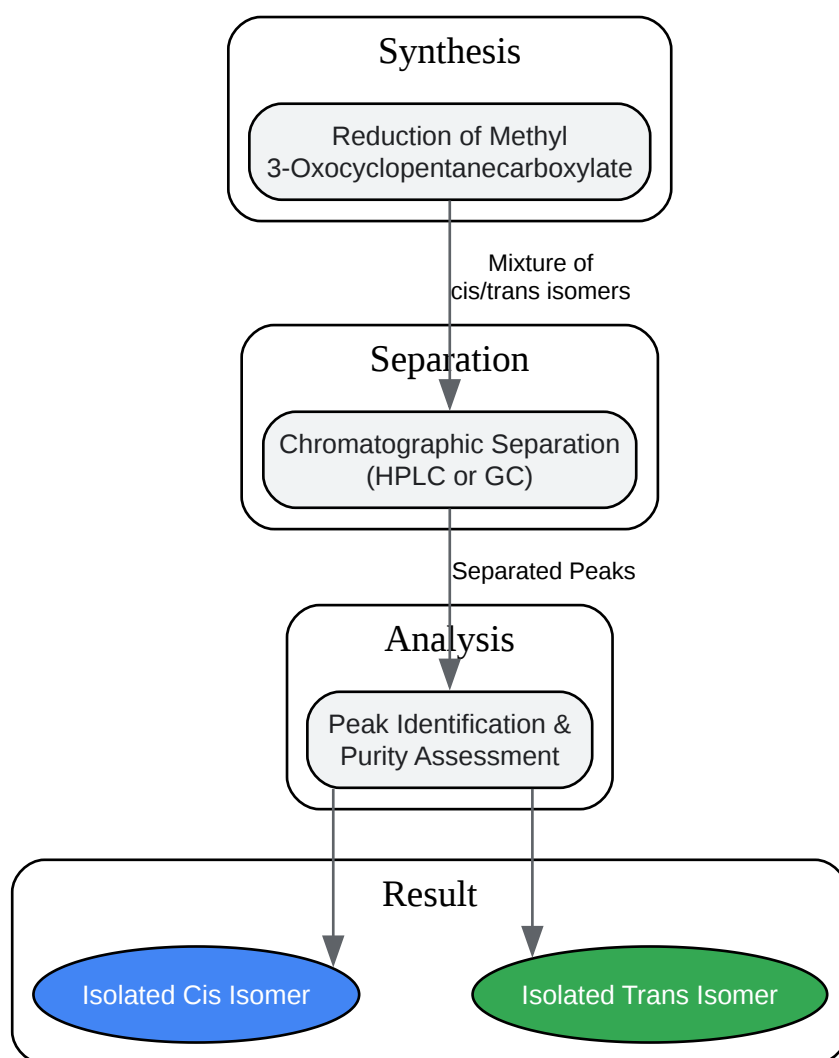 Synthesis
Reduction of Methyl
3-Oxocyclopentanecarboxylate
Mixture of
cis/trans isomers
Separation
Chromatographic Separation
(HPLC or GC)
Separated Peaks
Analysis
Peak Identification &
Purity Assessment
Result
Isolated Cis Isomer
Isolated Trans Isomer